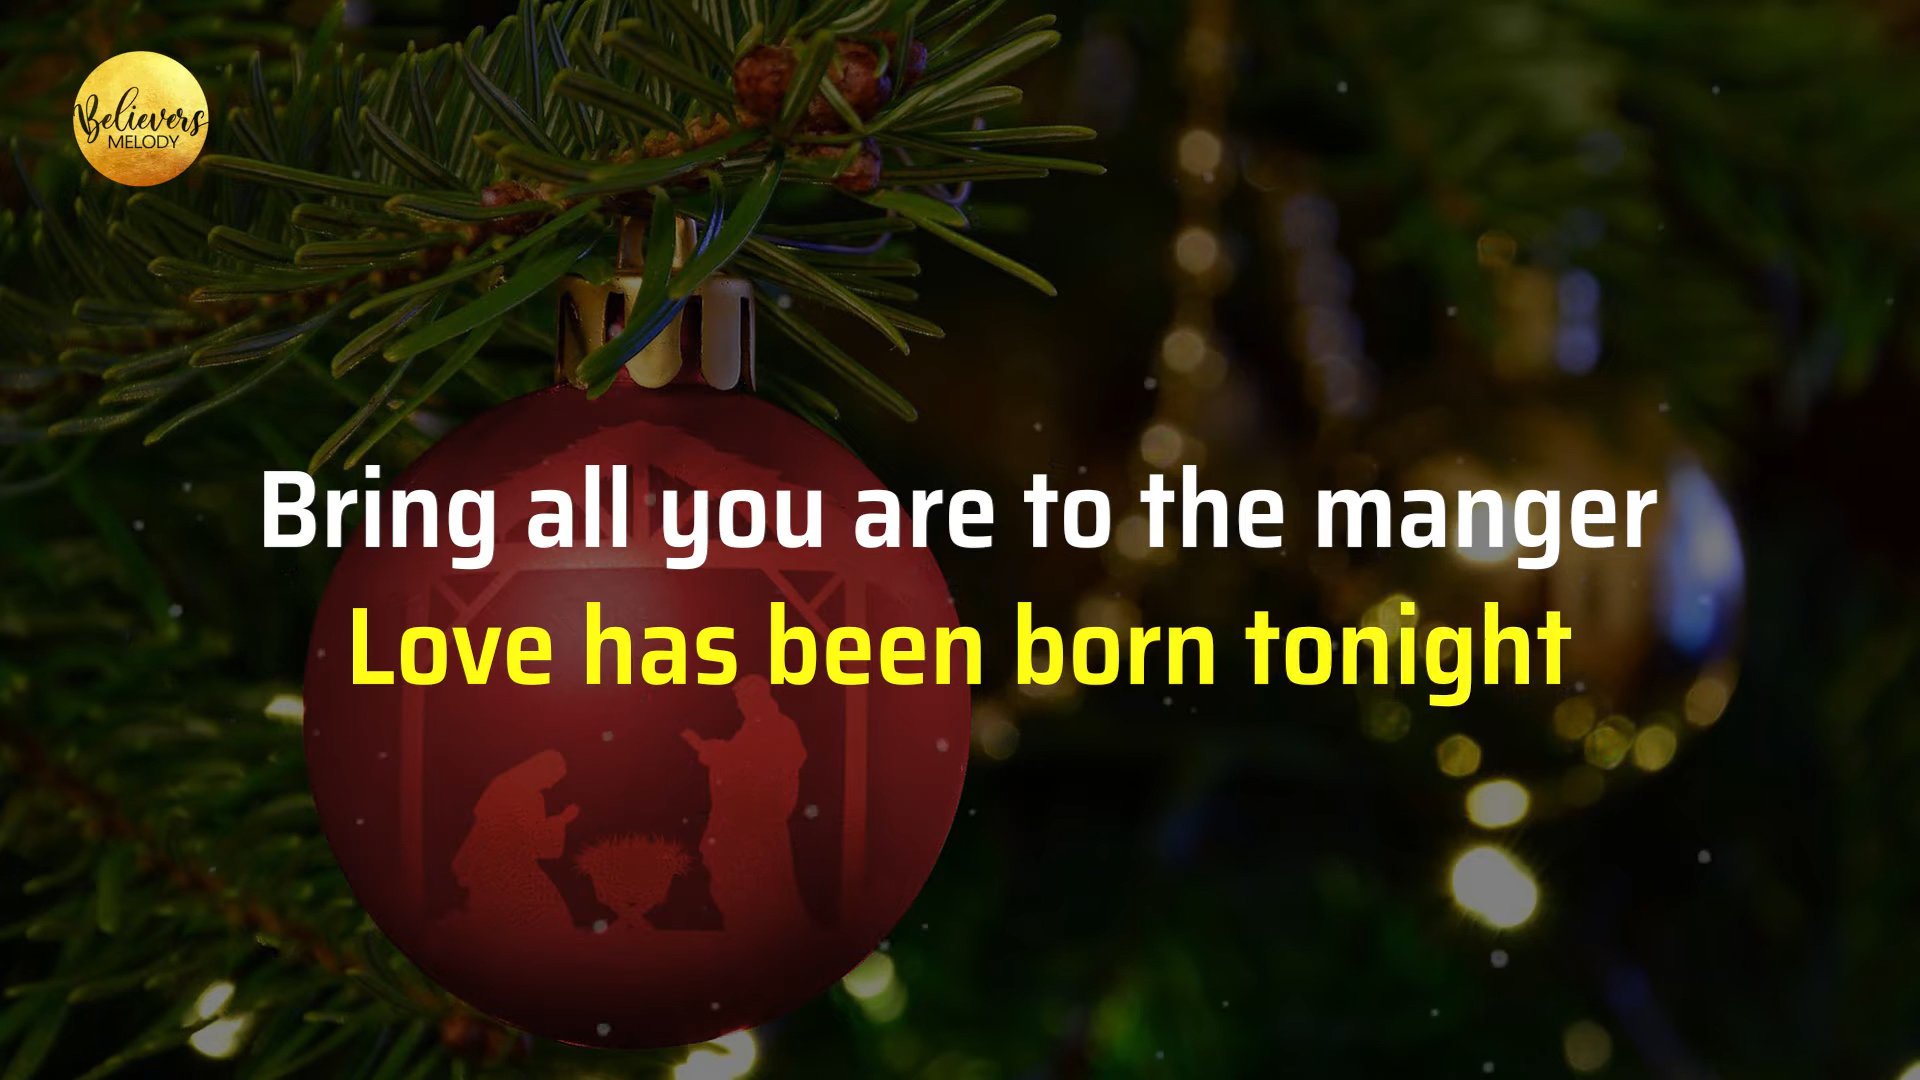 Believers
MELODY
Bring all you are to the manger
Love has been born tonight